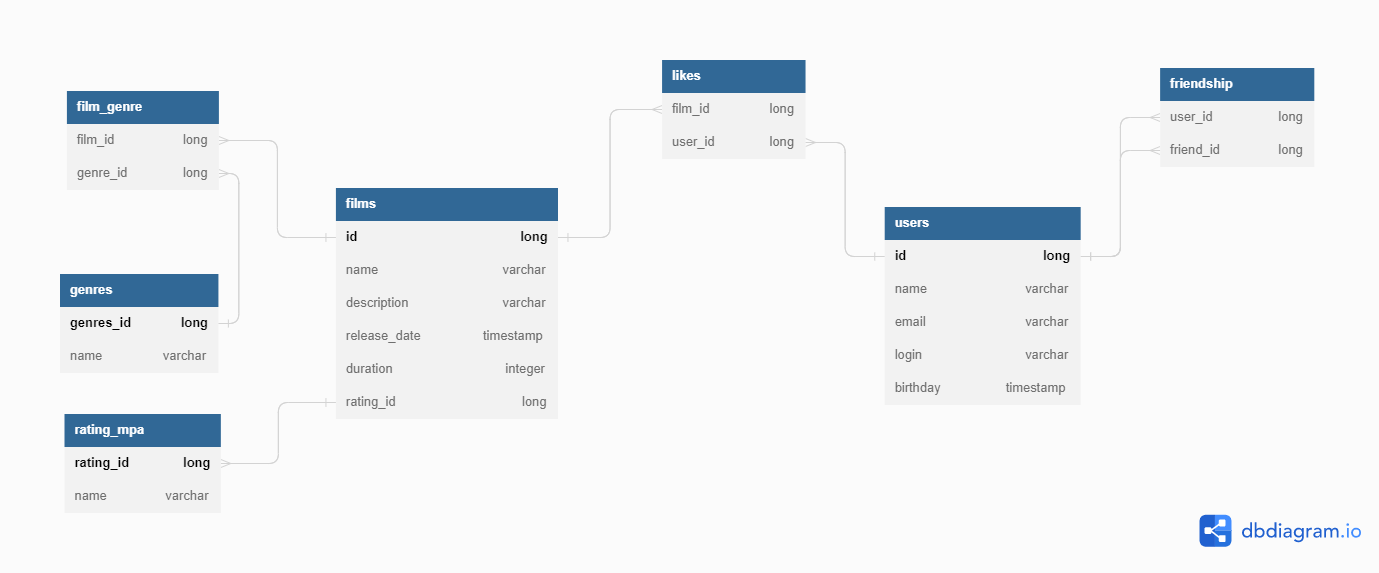 film_genre
film_id long
genre_id long
genres
genres_id long
name varchar
rating_mpa
rating_id long
name varchar
films
id long
name varchar
description varchar
release_date timestamp
duration integer
rating_id long
likes
film_id long
user_id long
users
id long
name varchar
email varchar
login varchar
birthday timestamp
friendship
user_id long
friend_id long
dbdiagram.io